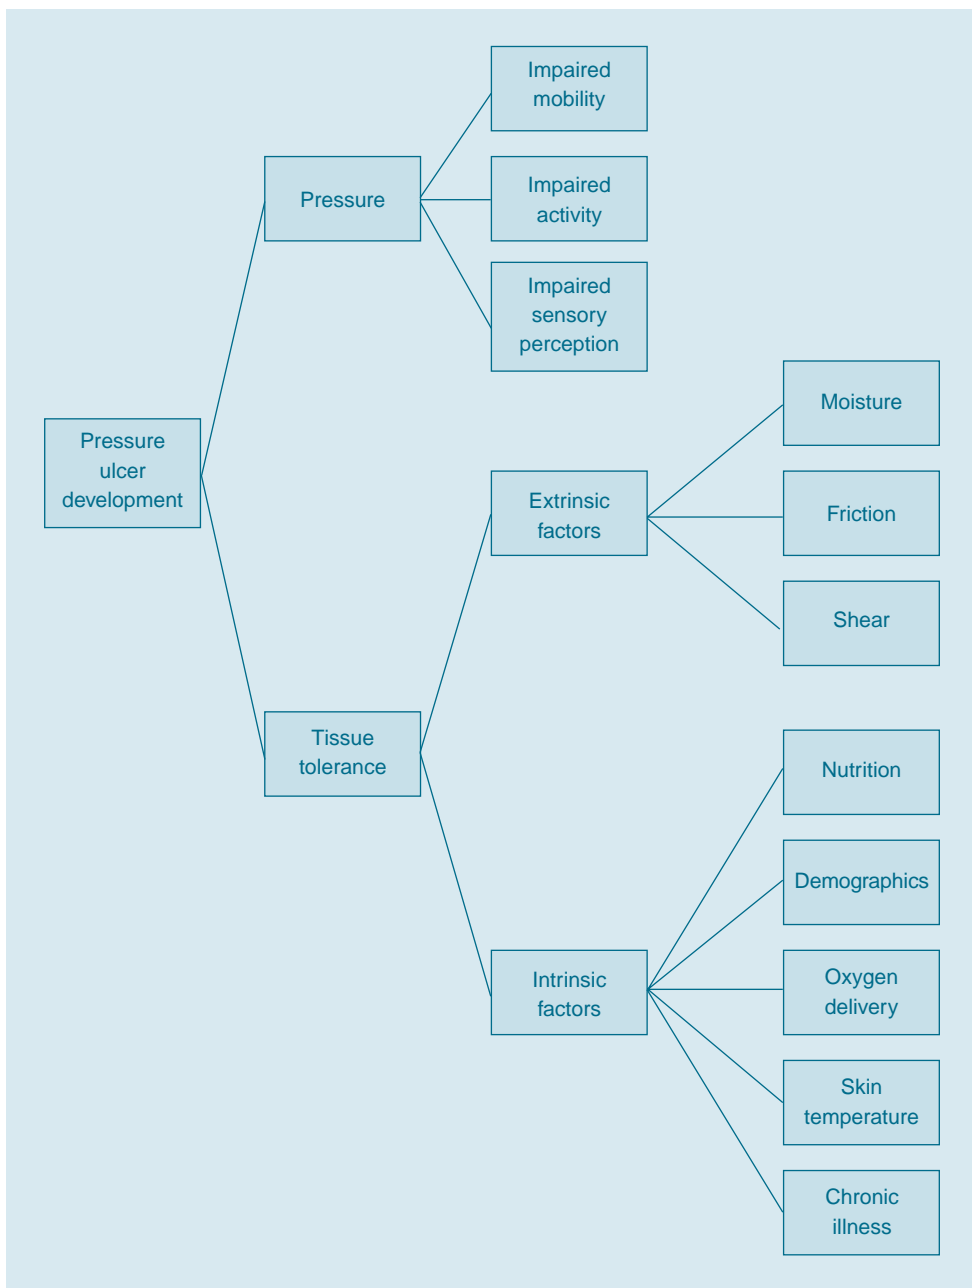 Impaired
mobility
Pressure
Impaired
activity
Impaired
sensory
perception
Pressure
ulcer
development
Moisture
Extrinsic
factors
Friction
Shear
Tissue
tolerance
Nutrition
Demographics
Intrinsic
factors
Oxygen
delivery
Skin
temperature
Chronic
illness